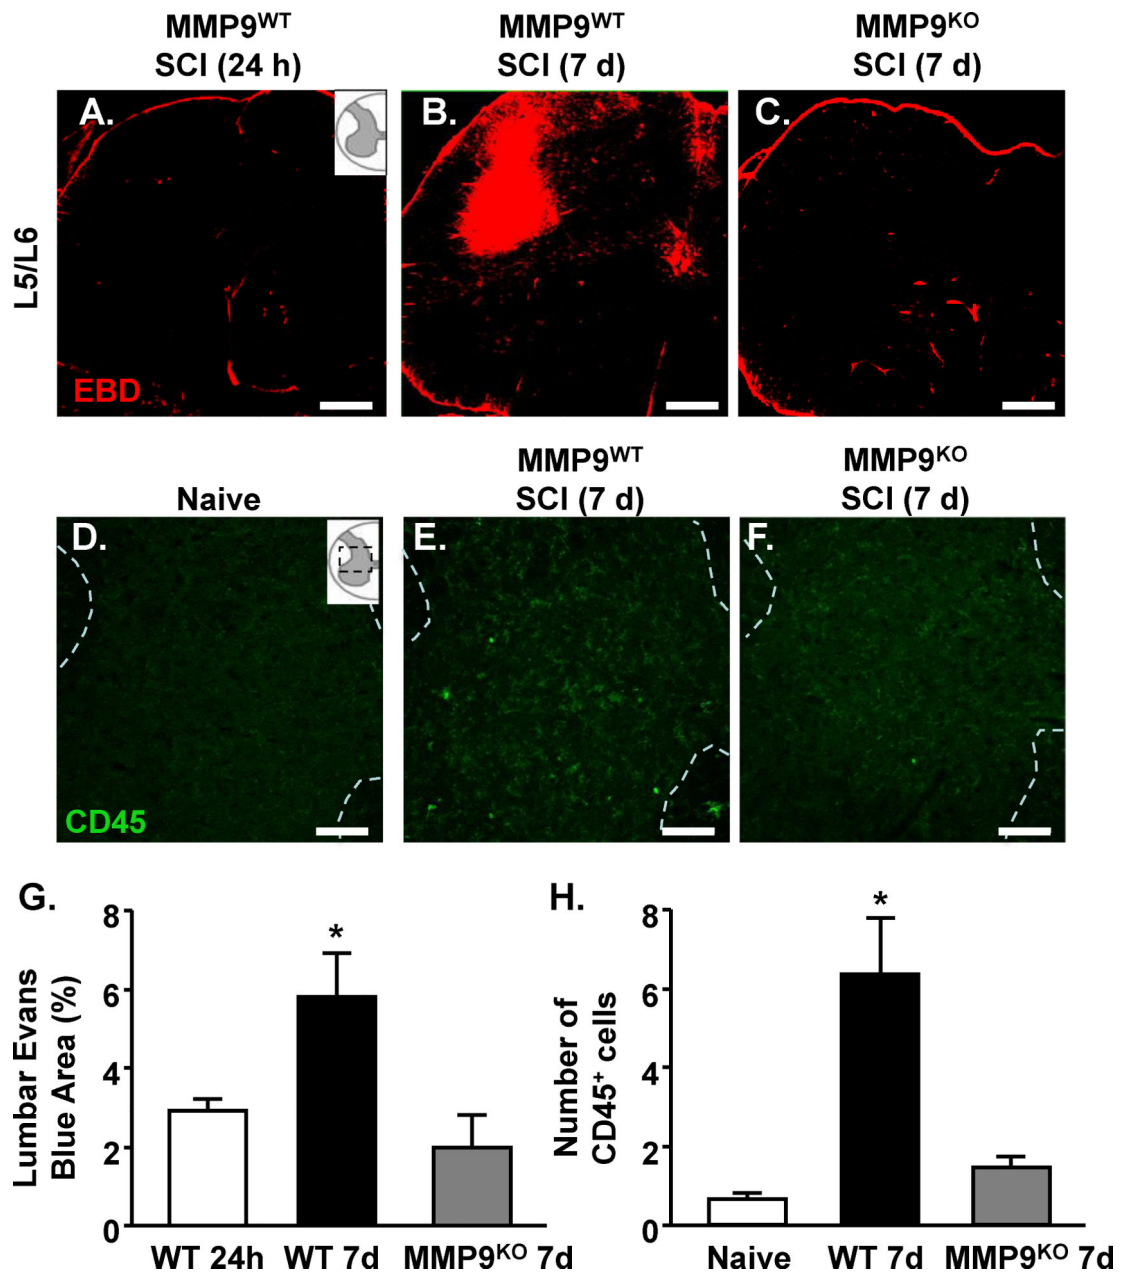 MMP9WT
SCI (24 h)
MMP9WT
SCI (7 d)
MMP9KO
SCI (7 d)
L5/L6
A.
B.
C.
EBD
Naive
MMP9WT
SCI (7 d)
MMP9KO
SCI (7 d)
D.
E.
F.
CD45
G.
Lumbar Evans
Blue Area (%)
8
6
4
2
0
*
WT 24h
WT 7d
MMP9KO 7d
H.
Number of
CD45+ cells
8
6
4
2
0
*
Naive
WT 7d
MMP9KO 7d